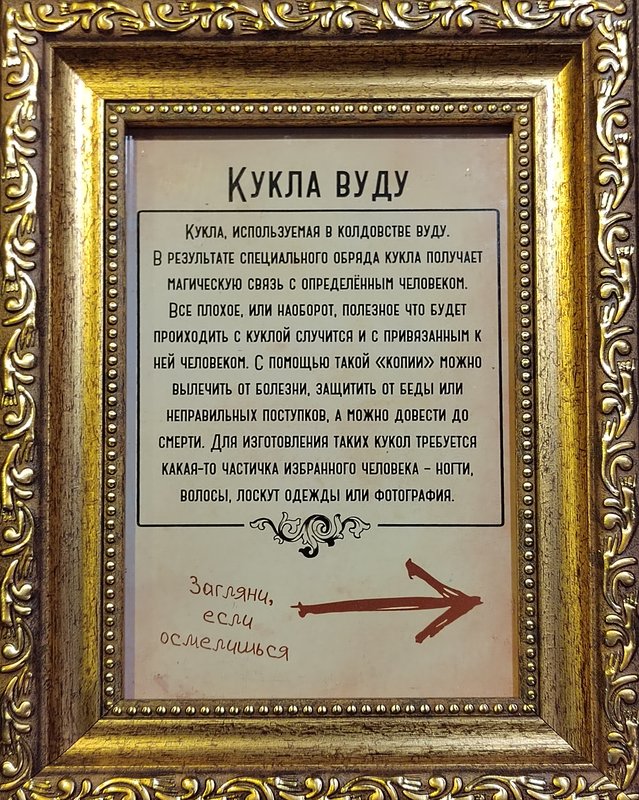 Кукла вуду
Кукла, используемая в колдовстве вуду.
В результате специального обряда кукла получает
магическую связь с определённым человеком.
Все плохое, или наоборот, полезное что будет
проиходить с куклой случится и с привязанным к
ней человеком. С помощью такой «копии» можно
вылечить от болезни, защитить от беды или
неправильных поступков, а можно довести до
смерти. Для изготовления таких кукол требуется
какая-то частичка избранного человека – ногти,
волосы, лоскут одежды или фотография.
Загляни,
если
осмелишься